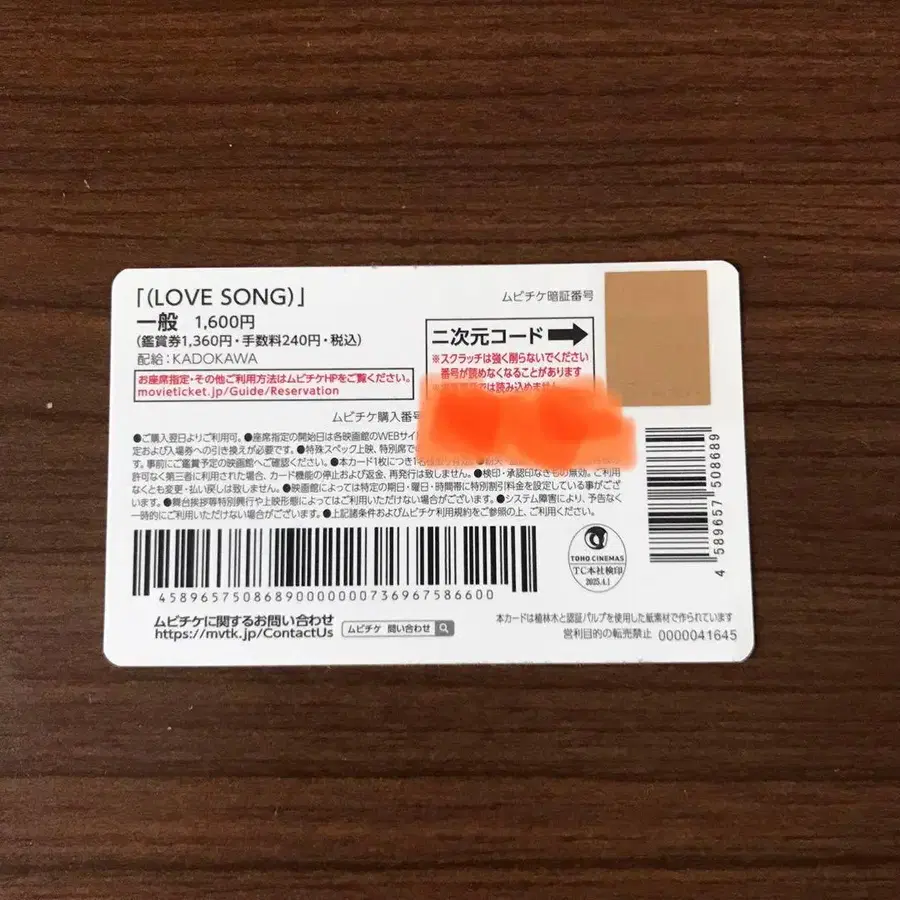 「(LOVE SONG)」
一般 1,600円
(鑑賞券1,360円・手数料240円・税込)
配給:KADOKAWA
お座席指定・その他ご利用方法はムビチケHPをご覧ください。
movieticket.jp/Guide/Reservation
ムビチケ暗証番号
二次元コード
※スクラッチは強く削らないでください
番号が読めなくなることがあります
では読み込めません
ムビチケ購入番号
●ご購入翌日よりご利用可。●座席指定の開始日は各映画館のWEBサイ
定および入場券への引き換えが必要です。●特殊スペック上映、特別席で
す。事前にご鑑賞予定の映画館へご確認ください。●本カード1枚につき1名様
許可なく第三者に利用された場合、カード機能の停止および返金、再発行は致しません。●検印・承認印なきもの無効。ご利用
なくとも変更・払い戻しは致しません。●映画館によっては特定の期日・曜日・時間帯に特別割引料金を設定している事がござ
います。●舞台挨拶等特別興行や上映形態によってはご利用いただけない場合がございます。●システム障害により、予告なく
一時的にご利用いただけない場合がございます。●上記諸条件およびムビチケ利用規約をご参照の上、ご利用ください。
45896575086890000000736967586600
4 589657 508689
TOHO CINEMAS
TC本社検印
2025.4.1
ムビチケに関するお問い合わせ
https://mvtk.jp/ContactUs
ムビチケ 問い合わせ
本カードは植林木と認証パルプを使用した紙素材で作られています
営利目的の転売禁止 0000041645